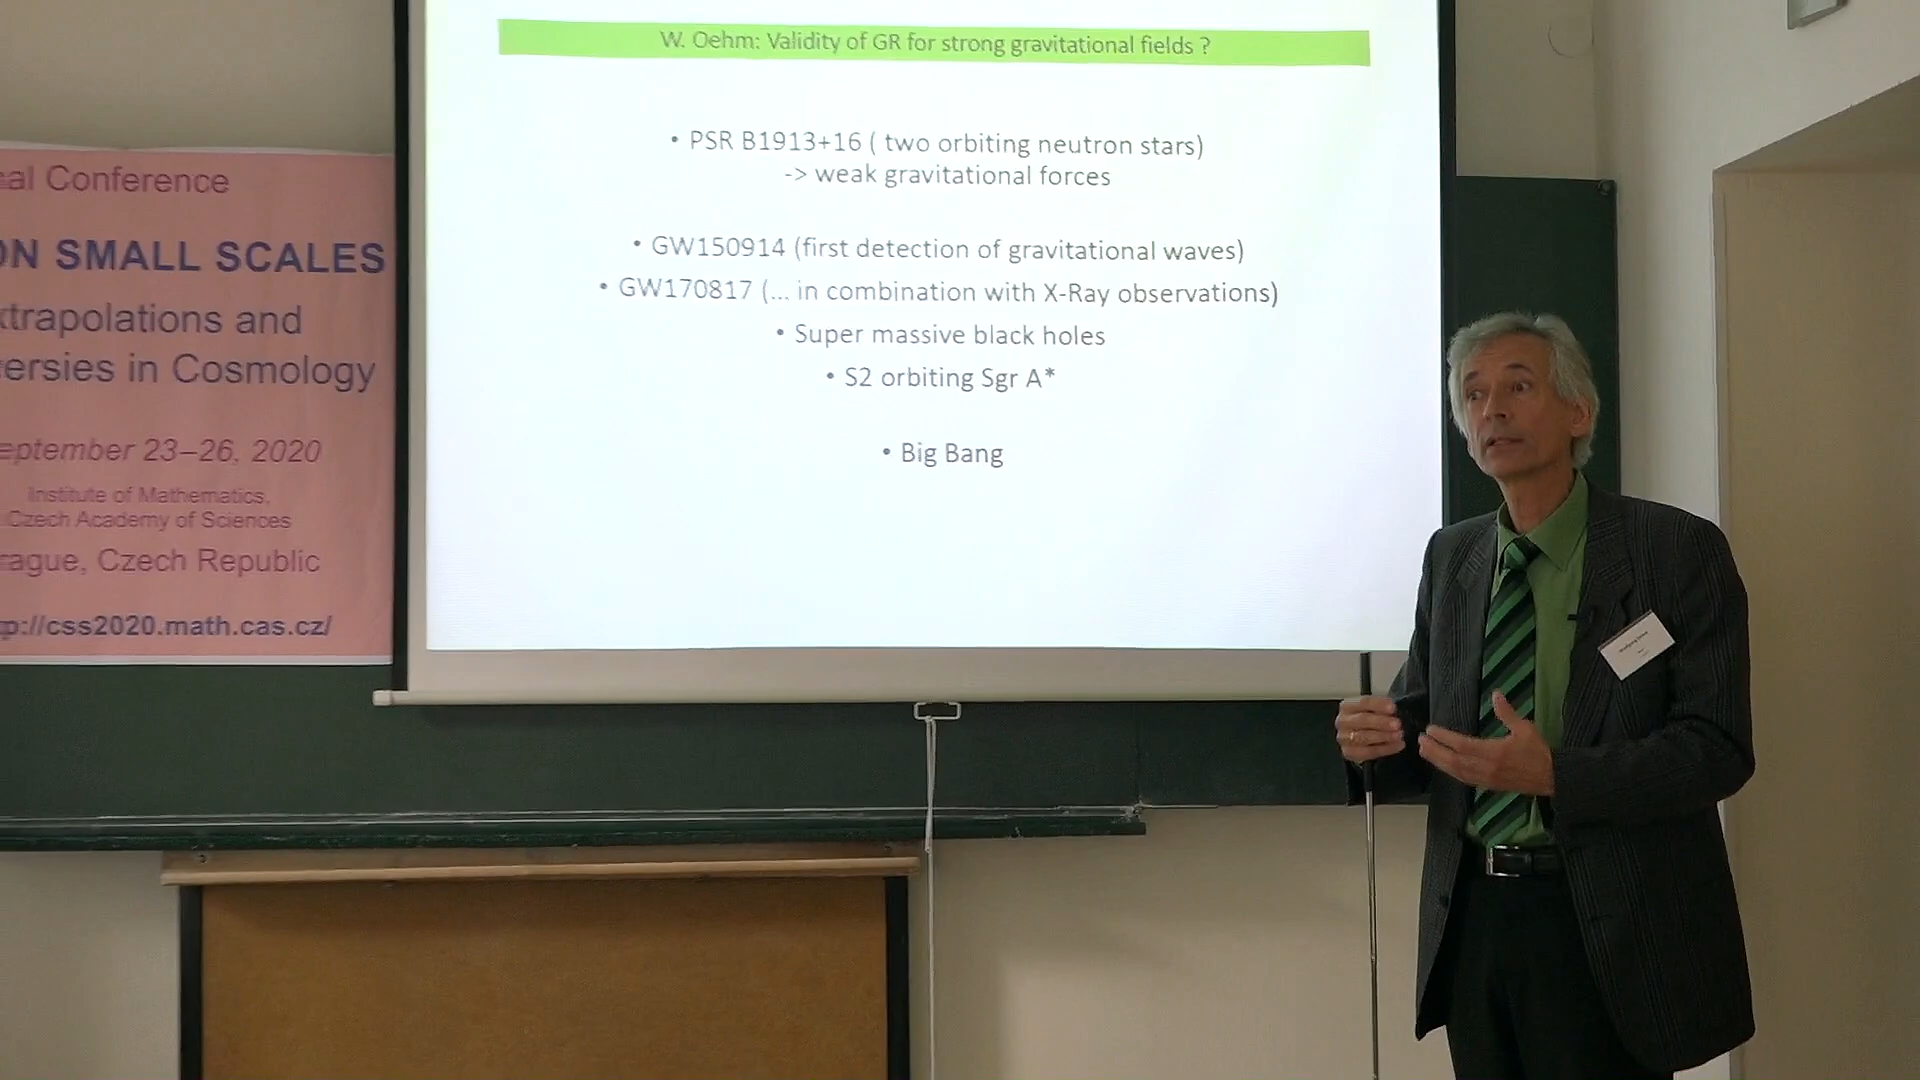 W. Oehm: Validity of GR for strong gravitational fields ?
• PSR B1913+16 ( two orbiting neutron stars)
-> weak gravitational forces
• GW150914 (first detection of gravitational waves)
• GW170817 (... in combination with X-Ray observations)
• Super massive black holes
• S2 orbiting Sgr A*
• Big Bang
al Conference
ON SMALL SCALES
xtrapolations and
ersies in Cosmology
eptember 23–26, 2020
Institute of Mathematics,
Czech Academy of Sciences
rague, Czech Republic
p://css2020.math.cas.cz/